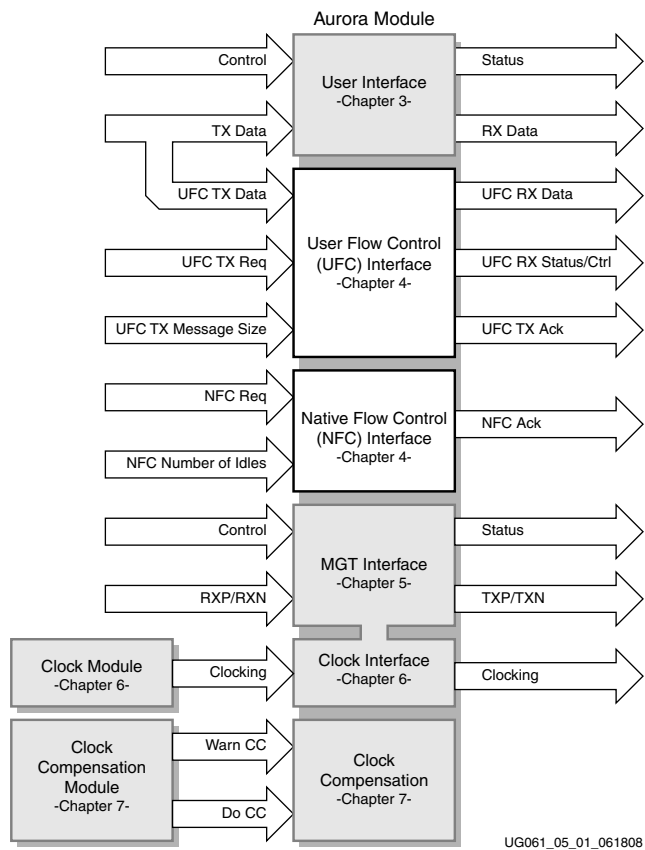 Aurora Module
Control
User Interface
-Chapter 3-
Status
TX Data
RX Data
UFC TX Data
UFC RX Data
UFC TX Req
User Flow Control
(UFC) Interface
-Chapter 4-
UFC RX Status/Ctrl
UFC TX Message Size
UFC TX Ack
NFC Req
Native Flow Control
(NFC) Interface
-Chapter 4-
NFC Ack
NFC Number of Idles
Control
MGT Interface
-Chapter 5-
Status
RXP/RXN
TXP/TXN
Clock Module
-Chapter 6-
Clocking
Clock Interface
-Chapter 6-
Clocking
Clock
Compensation
Module
-Chapter 7-
Warn CC
Do CC
Clock
Compensation
-Chapter 7-
UG061_05_01_061808